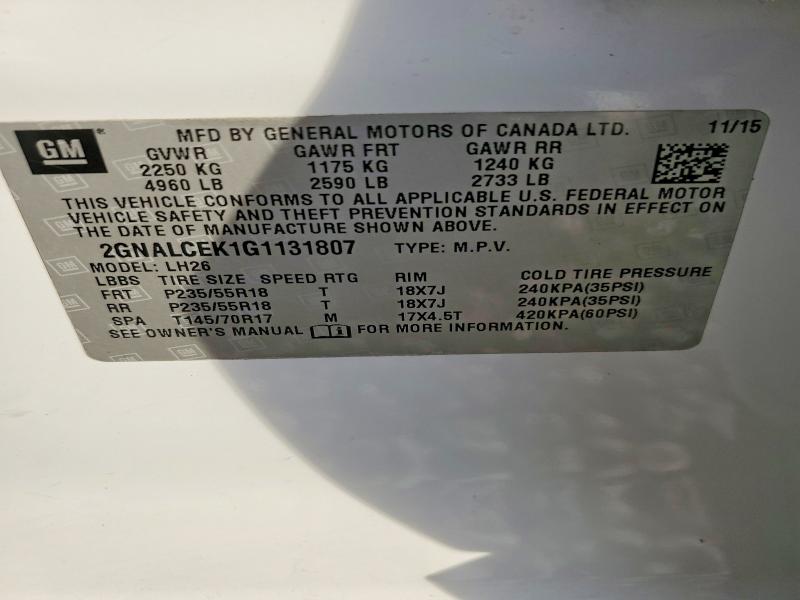 GM® MFD BY GENERAL MOTORS OF CANADA LTD. 11/15
GVWR GAWR FRT GAWR RR
2250 KG 1175 KG 1240 KG
4960 LB 2590 LB 2733 LB
THIS VEHICLE CONFORMS TO ALL APPLICABLE U.S. FEDERAL MOTOR
VEHICLE SAFETY AND THEFT PREVENTION STANDARDS IN EFFECT ON
THE DATE OF MANUFACTURE SHOWN ABOVE.
2GNALCEK1G1131807 TYPE: M.P.V.
MODEL: LH26
LBBS TIRE SIZE SPEED RTG RIM COLD TIRE PRESSURE
FRT P235/55R18 T 18X7J 240KPA(35PSI)
RR P235/55R18 T 18X7J 240KPA(35PSI)
SPA T145/70R17 M 17X4.5T 420KPA(60PSI)
SEE OWNER'S MANUAL FOR MORE INFORMATION.